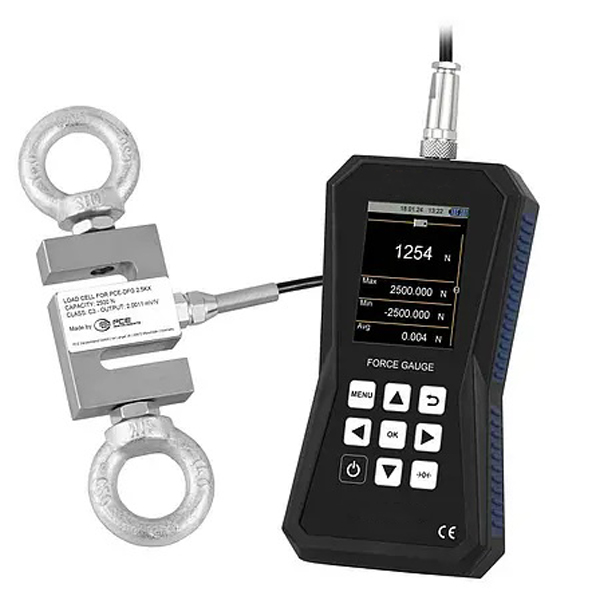 18.01.24 13:22
1254 N
Max
2500.000 N
Min
-2500.000 N
Avg
0.004 N
FORCE GAUGE
MENU
OK
→0←
CE
LOAD CELL FOR PCE-DFG 2.5KX
CAPACITY: 2500 N
CLASS: C3 - OUTPUT: 2.0011 mV/V
Made by PCE